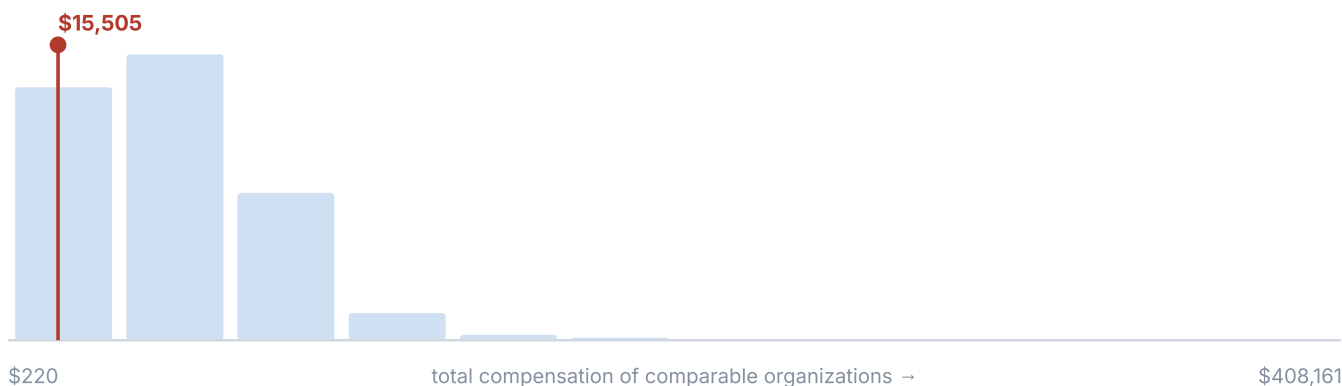 $15,505
$220
total compensation of comparable organizations →
$408,161